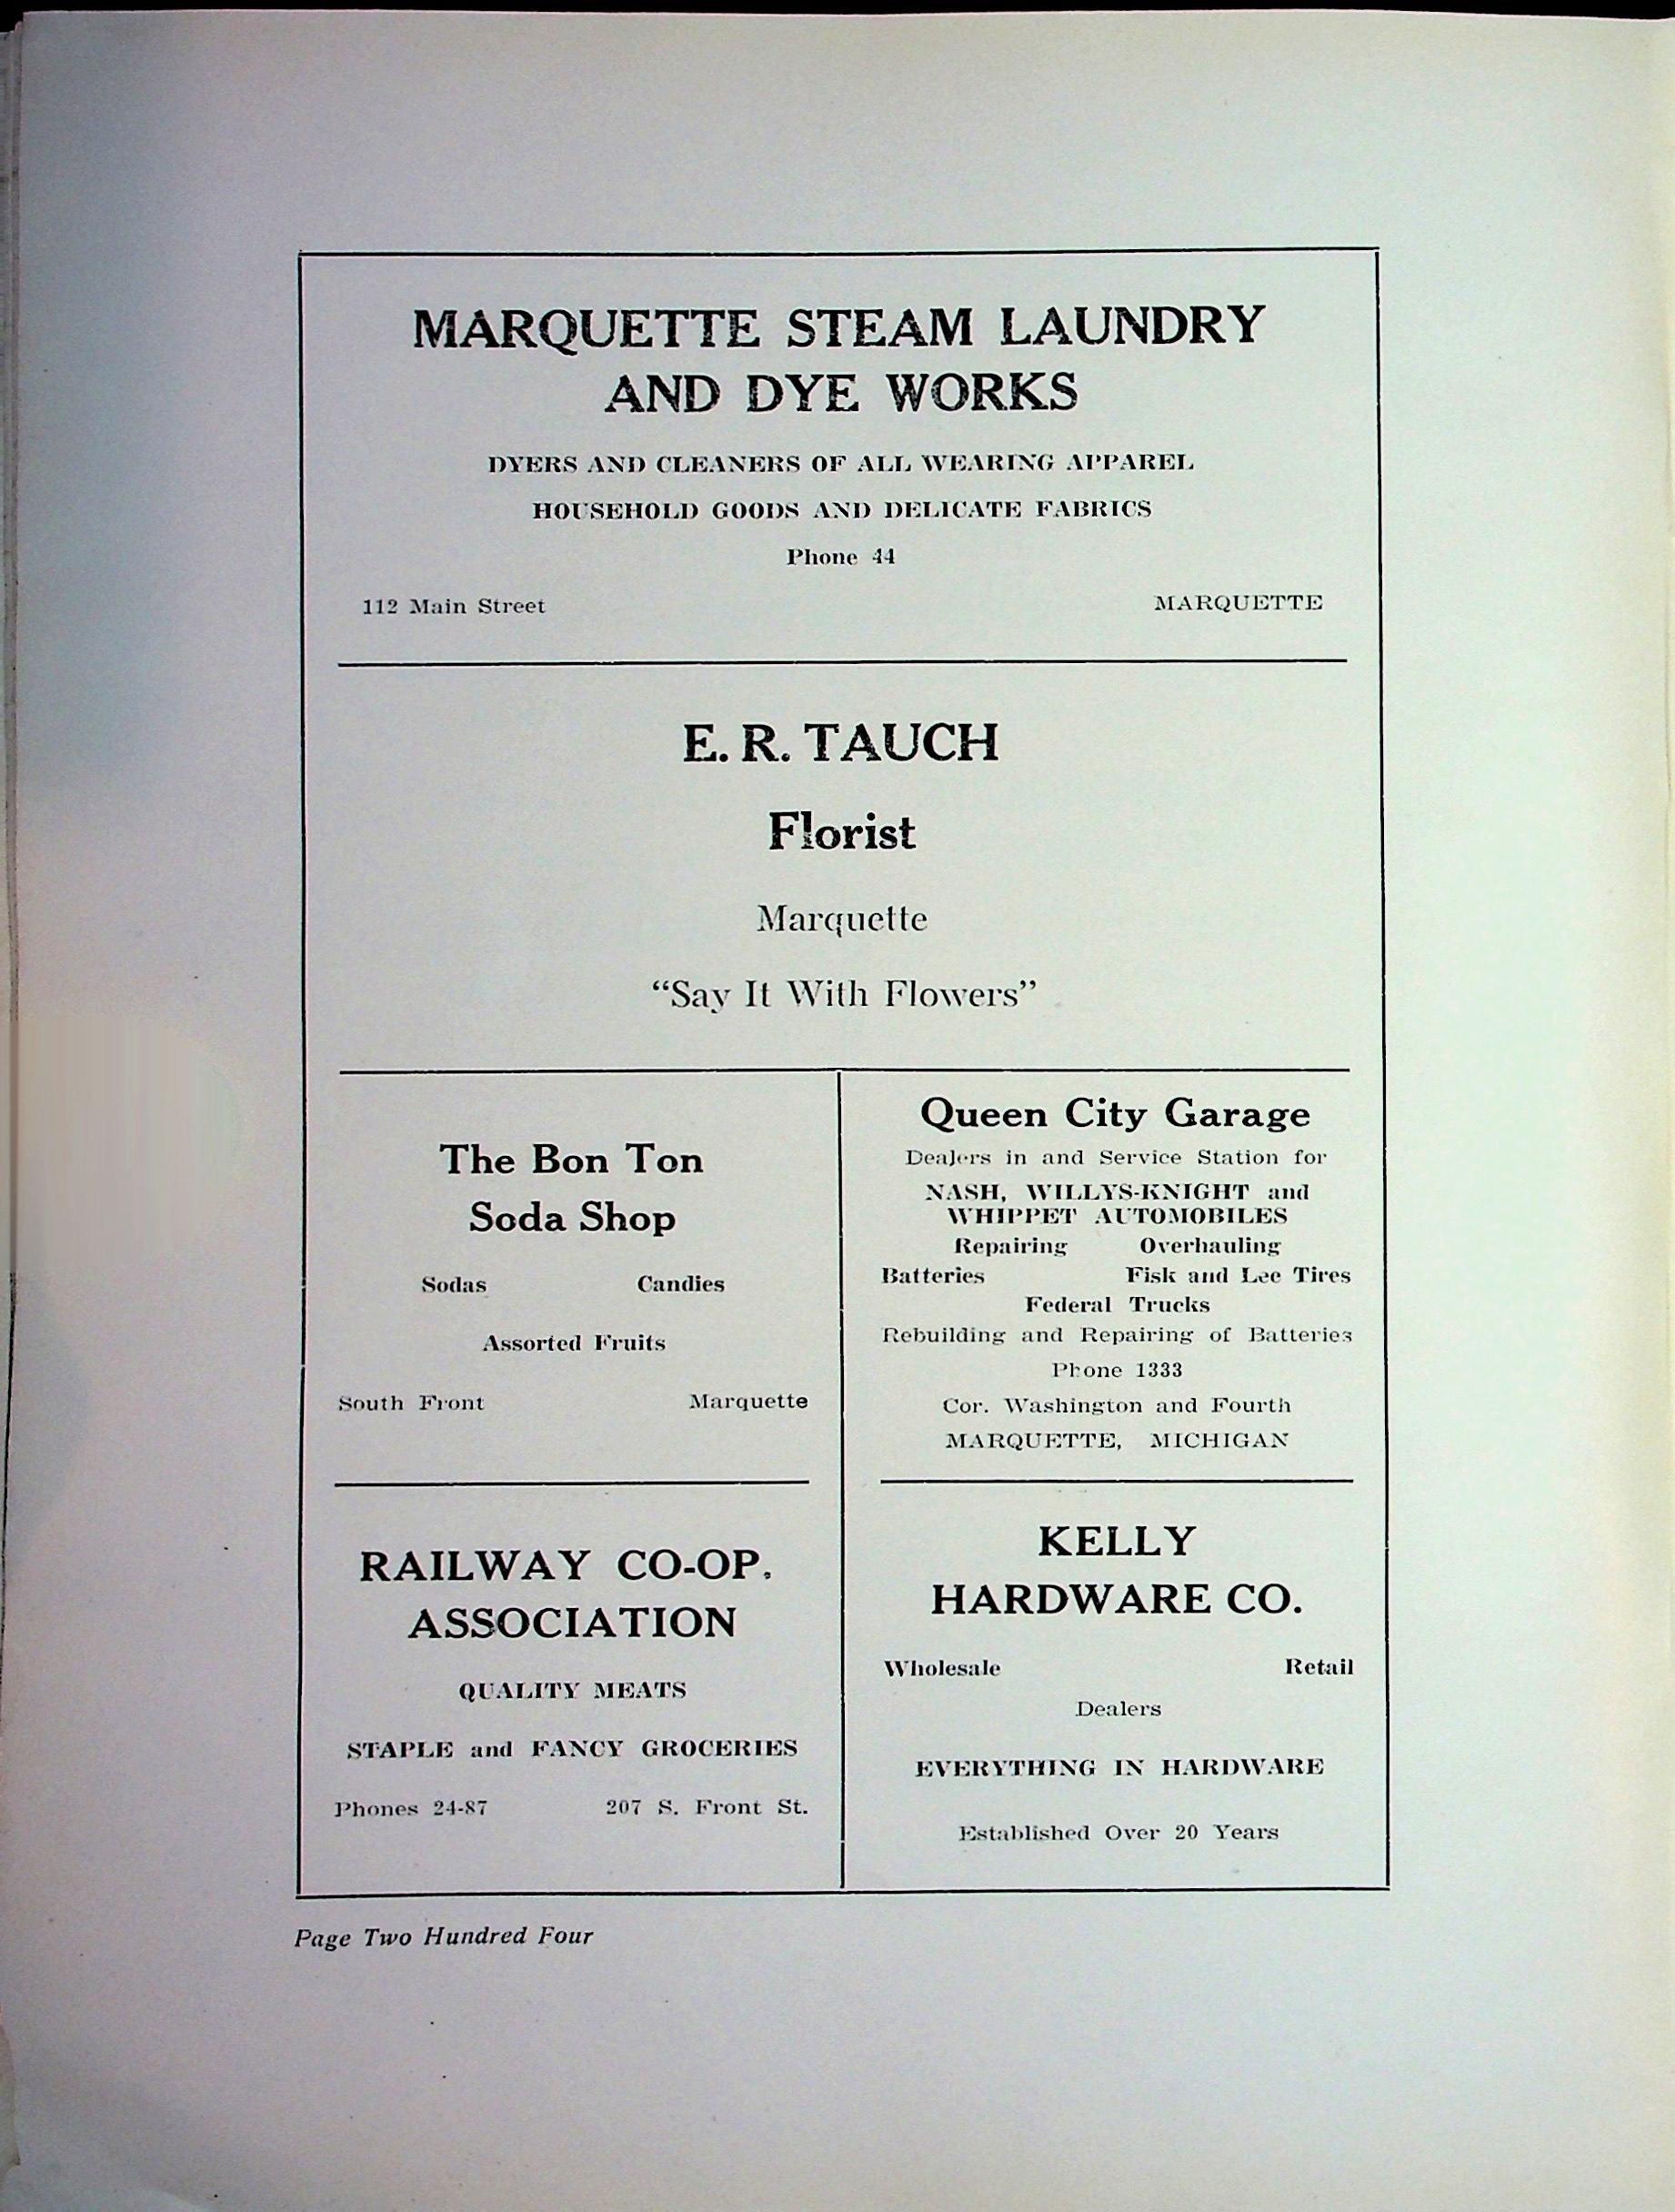 MARQUETTE STEAM LAUNDRY
AND DYE WORKS
DYERS AND CLEANERS OF ALL WEARING APPAREL
HOUSEHOLD GOODS AND DELICATE FABRICS
Phone 44
112 Main Street MARQUETTE
E. R. TAUCH
Florist
Marquette
“Say It With Flowers”
The Bon Ton
Soda Shop
Sodas Candies
Assorted Fruits
South Front Marquette
Queen City Garage
Dealers in and Service Station for
NASH, WILLYS-KNIGHT and
WHIPPET AUTOMOBILES
Repairing Overhauling
Batteries Fisk and Lee Tires
Federal Trucks
Rebuilding and Repairing of Batteries
Phone 1333
Cor. Washington and Fourth
MARQUETTE, MICHIGAN
RAILWAY CO-OP.
ASSOCIATION
QUALITY MEATS
STAPLE and FANCY GROCERIES
Phones 24-87 207 S. Front St.
KELLY
HARDWARE CO.
Wholesale Retail
Dealers
EVERYTHING IN HARDWARE
Established Over 20 Years
Page Two Hundred Four